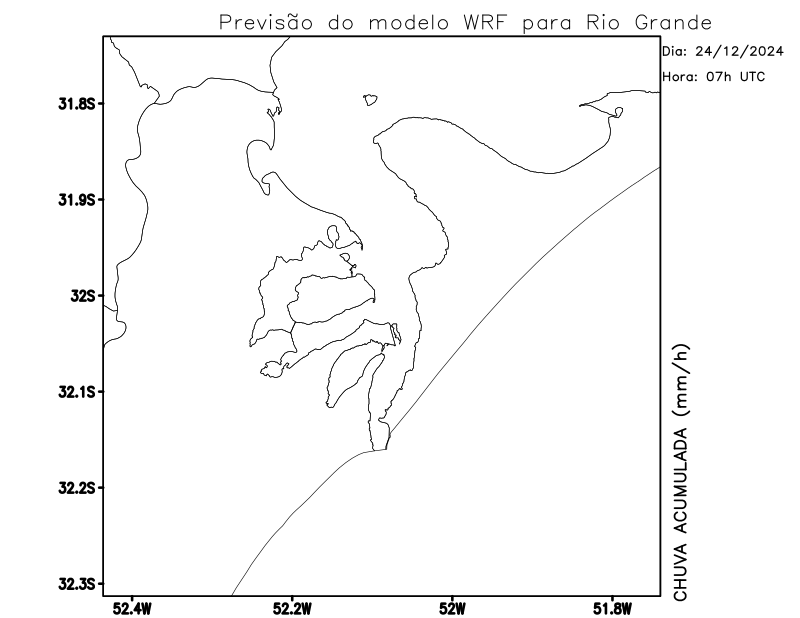 Previsão do modelo WRF para Rio Grande
Dia: 24/12/2024
Hora: 07h UTC
31.8S
31.9S
32S
32.1S
32.2S
32.3S
52.4W
52.2W
52W
51.8W
CHUVA ACUMULADA (mm/h)